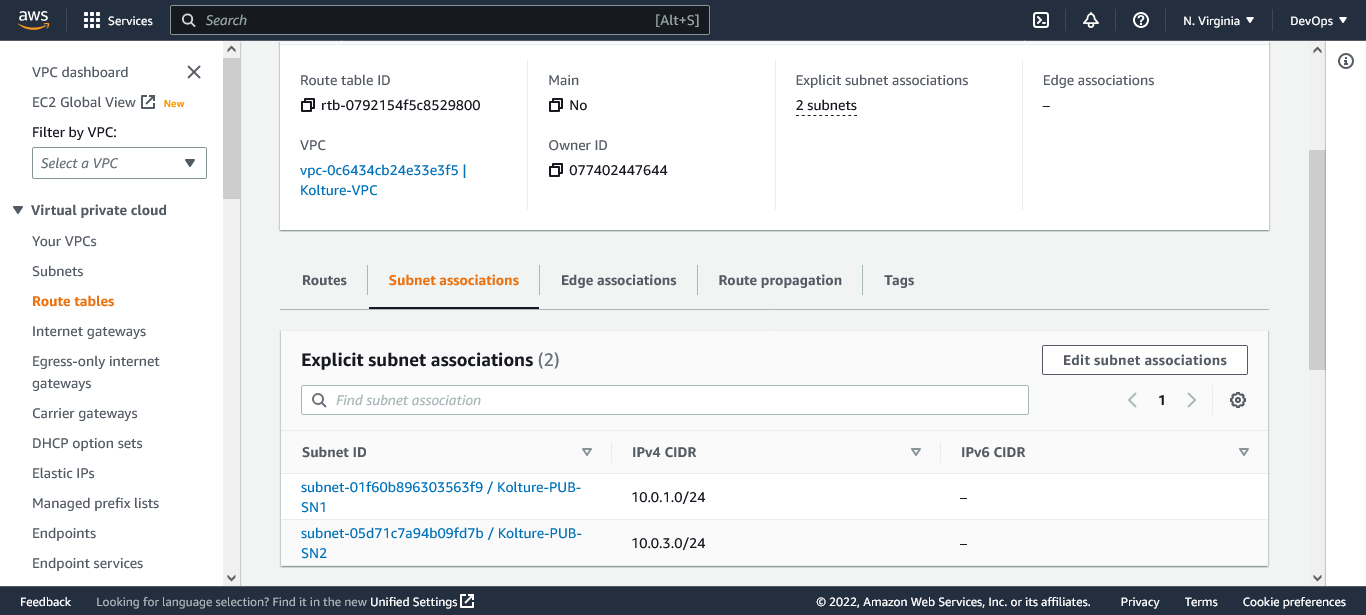 aws Services Search [Alt+S] N. Virginia DevOps
VPC dashboard
EC2 Global View New
Filter by VPC:
Select a VPC
Virtual private cloud
Your VPCs
Subnets
Route tables
Internet gateways
Egress-only internet
gateways
Carrier gateways
DHCP option sets
Elastic IPs
Managed prefix lists
Endpoints
Endpoint services
Route table ID
rtb-0792154f5c8529800
Main
No
Explicit subnet associations
2 subnets
Edge associations
–
VPC
vpc-0c6434cb24e33e3f5 |
Kolture-VPC
Owner ID
077402447644
Routes Subnet associations Edge associations Route propagation Tags
Explicit subnet associations (2)
Edit subnet associations
Find subnet association
1
Subnet ID IPv4 CIDR IPv6 CIDR
subnet-01f60b896303563f9 / Kolture-PUB-
SN1
10.0.1.0/24 –
subnet-05d71c7a94b09fd7b / Kolture-PUB-
SN2
10.0.3.0/24 –
Feedback Looking for language selection? Find it in the new Unified Settings © 2022, Amazon Web Services, Inc. or its affiliates. Privacy Terms Cookie preferences